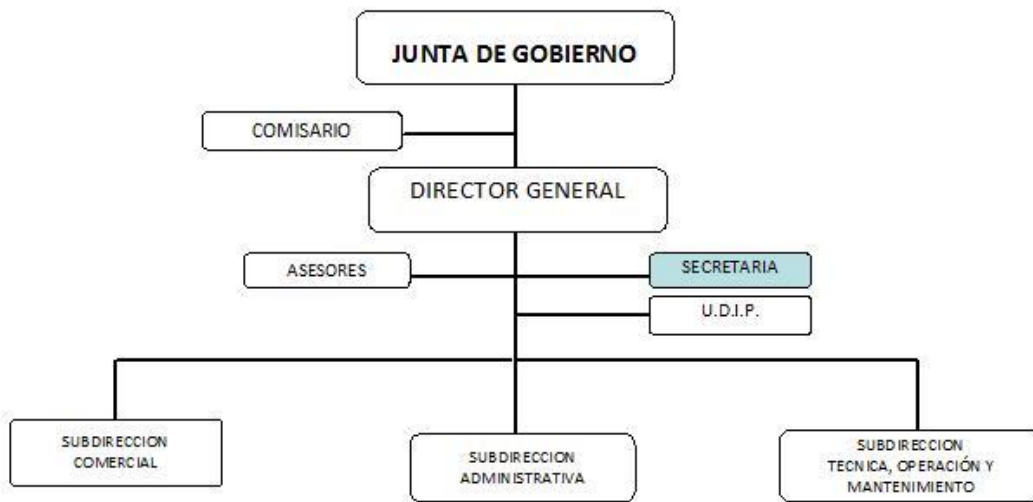 JUNTA DE GOBIERNO
COMISARIO
DIRECTOR GENERAL
ASESORES
SECRETARIA
U.D.I.P.
SUBDIRECCION
COMERCIAL
SUBDIRECCION
ADMINISTRATIVA
SUBDIRECCION
TECNICA, OPERACIÓN Y
MANTENIMIENTO